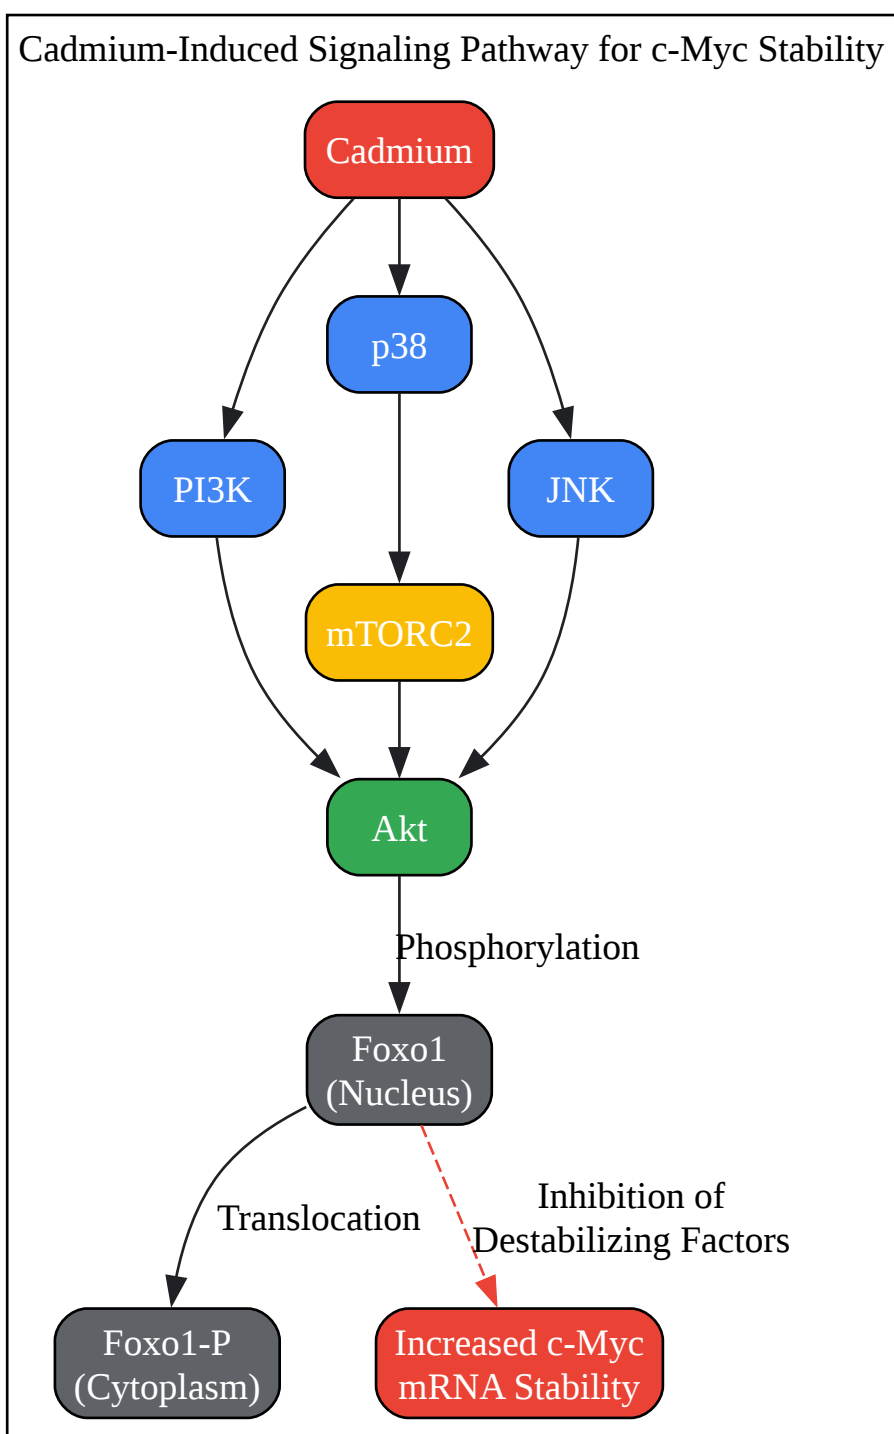 Cadmium-Induced Signaling Pathway for c-Myc Stability
Cadmium
p38
PI3K
JNK
mTORC2
Akt
Phosphorylation
Foxo1
(Nucleus)
Translocation
Inhibition of
Destabilizing Factors
Foxo1-P
(Cytoplasm)
Increased c-Myc
mRNA Stability